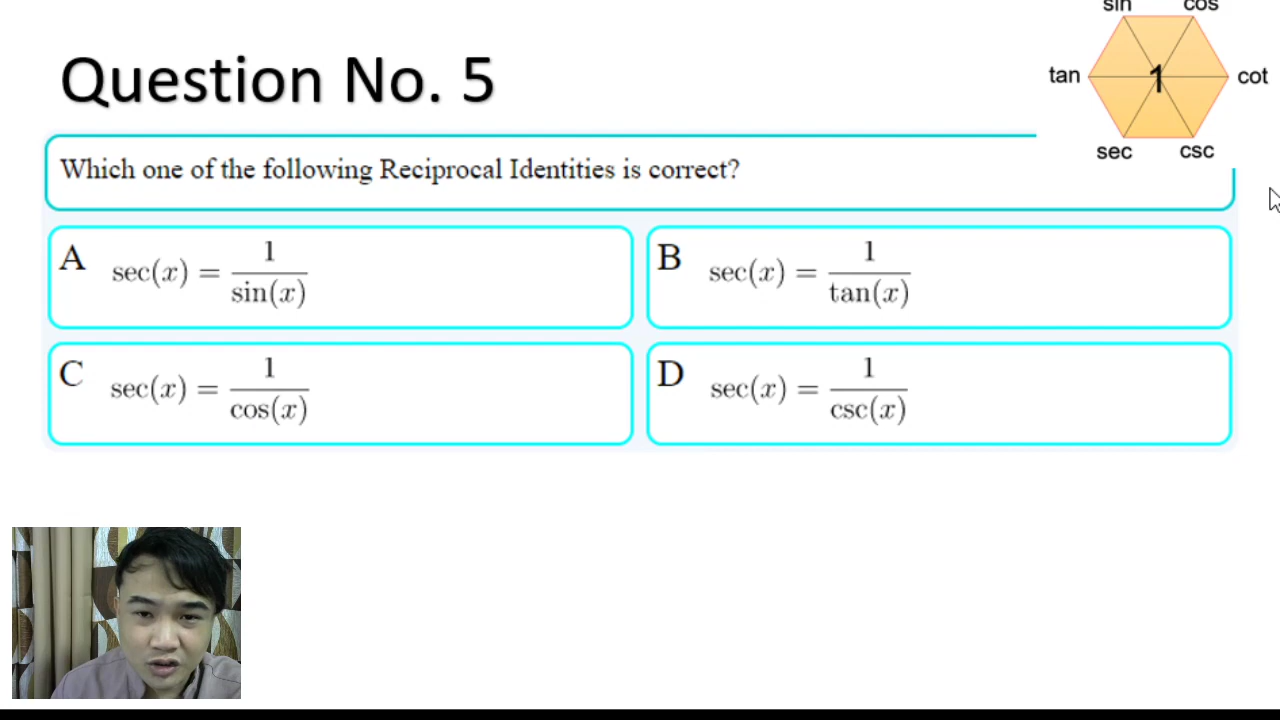 sin cos
Question No. 5
tan 1 cot
sec csc
Which one of the following Reciprocal Identities is correct?
A sec(x) = 1/sin(x)
B sec(x) = 1/tan(x)
C sec(x) = 1/cos(x)
D sec(x) = 1/csc(x)